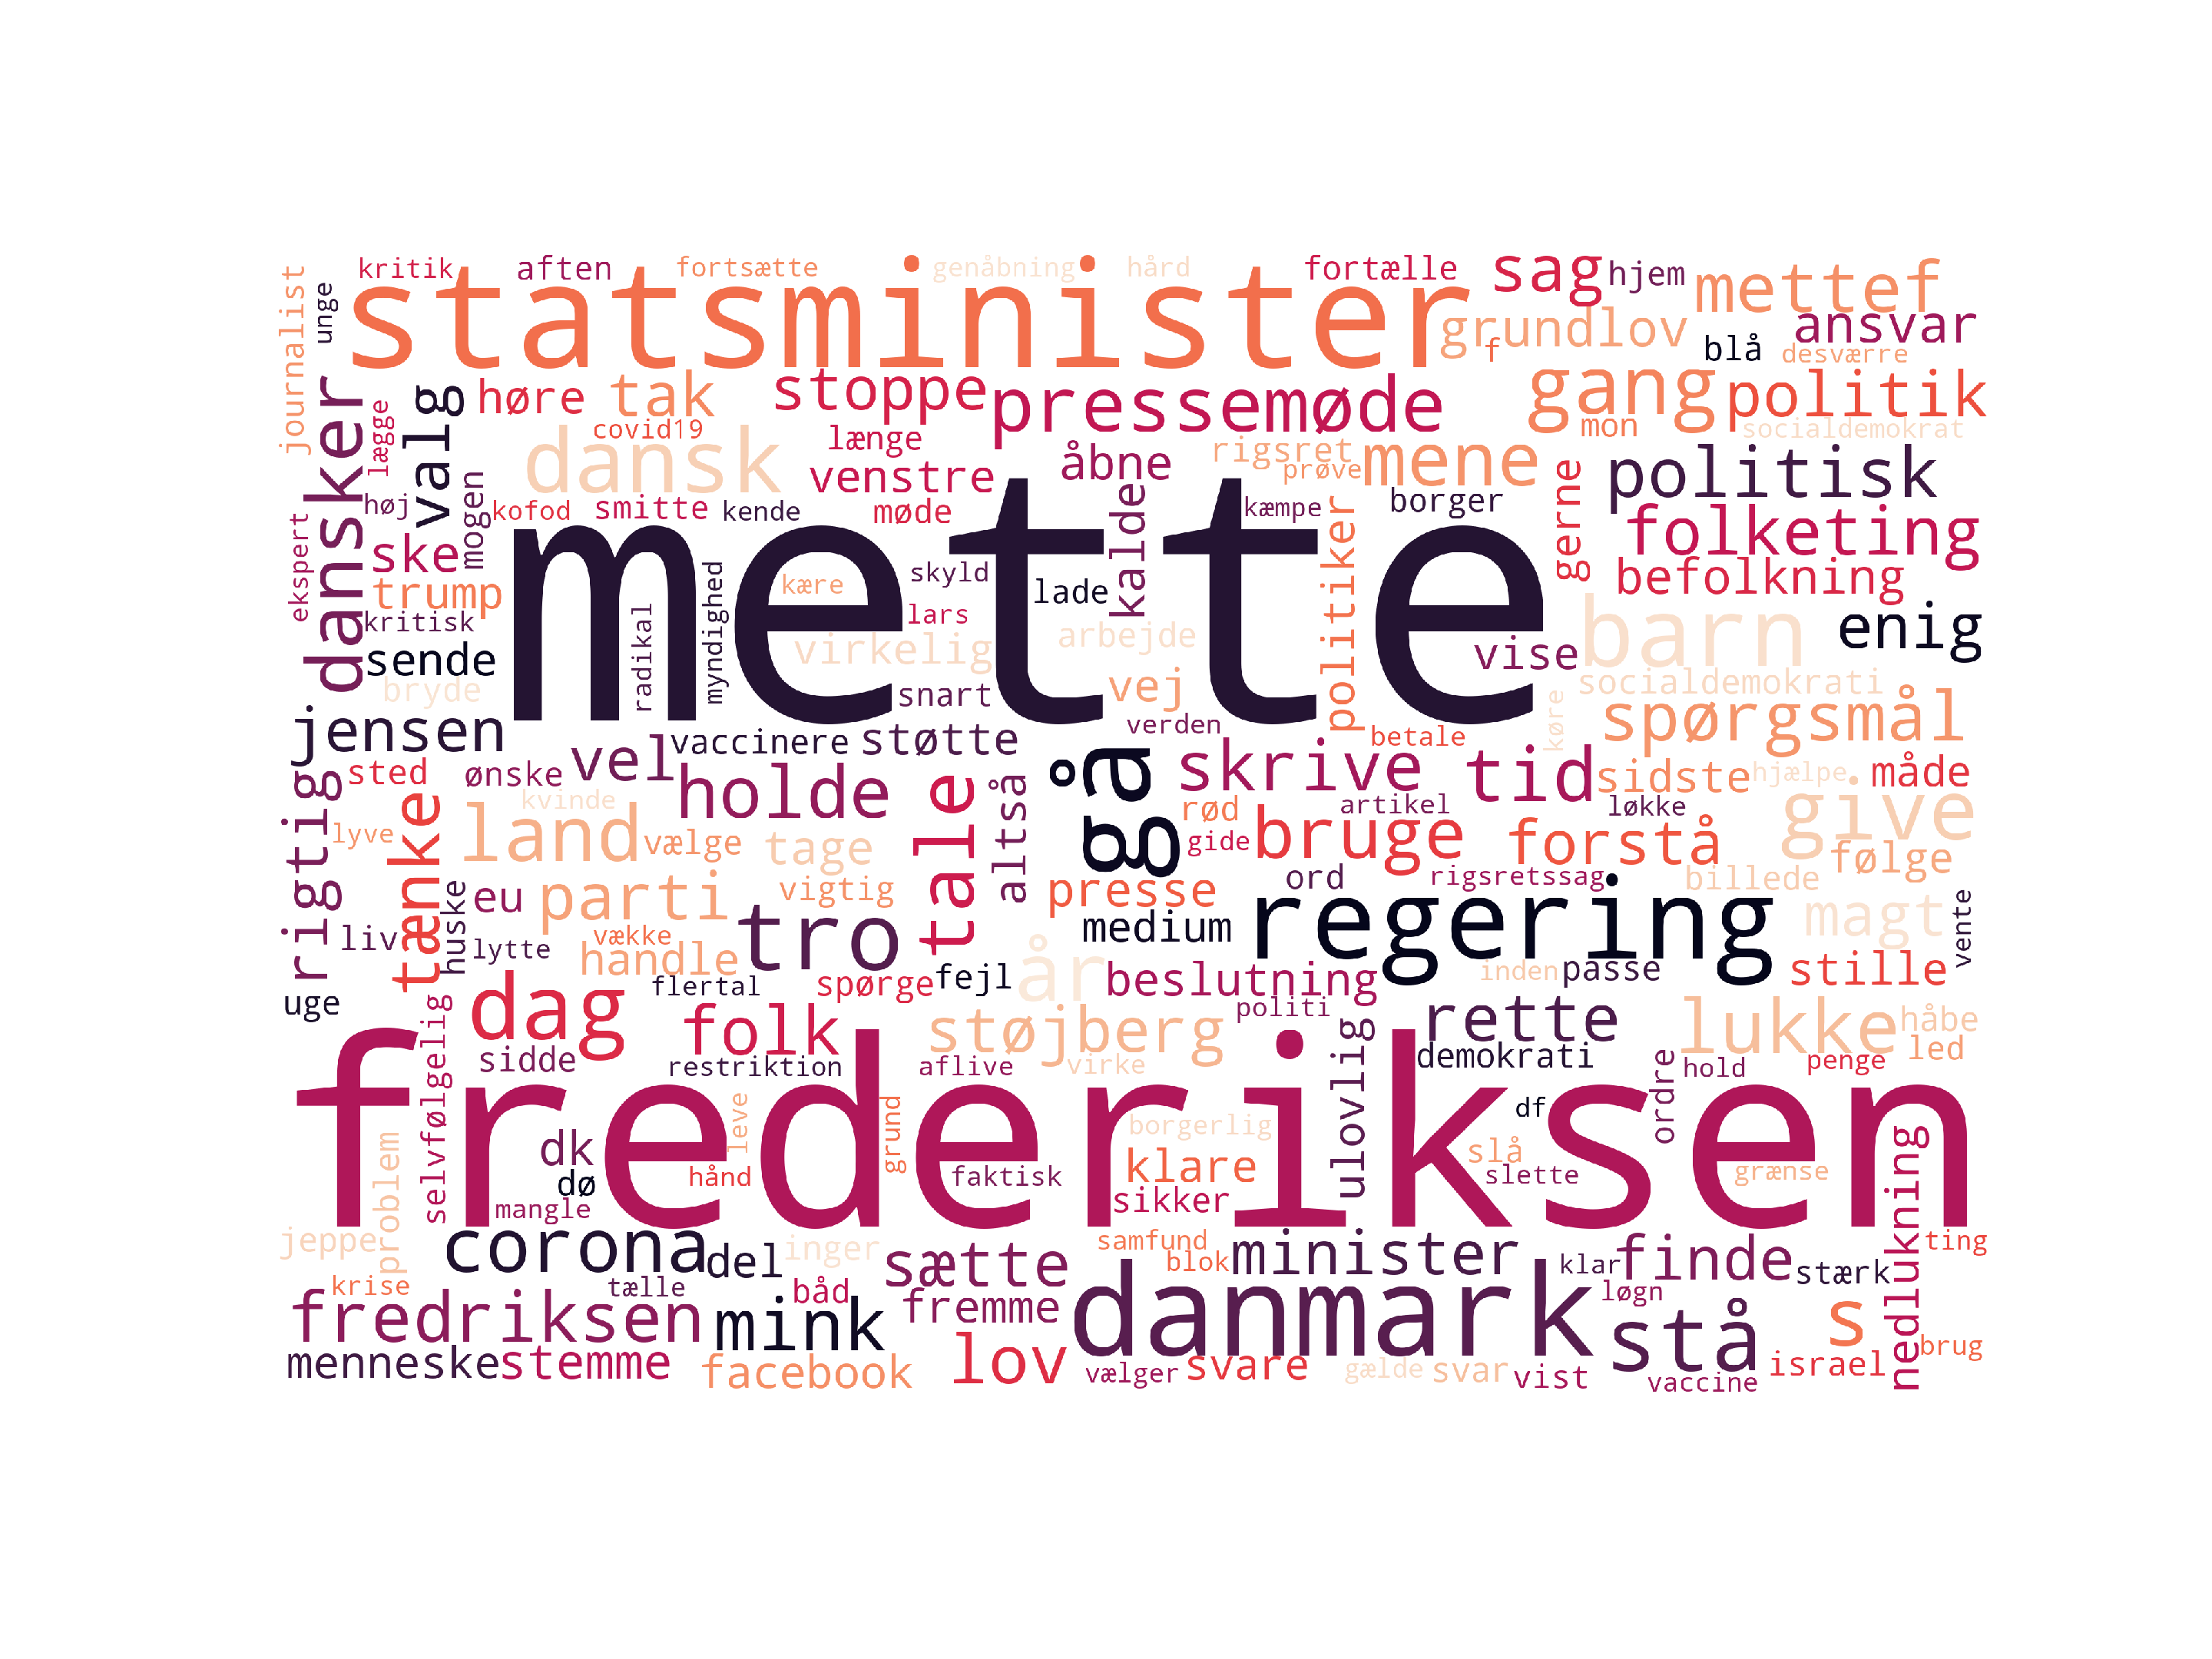 kritik aften fortsætte genåbning hård fortælle sag hjem mettef
journalist unge statsminister grundlov f blå ansvar desværre
dansker lægge valg høre tak stoppe pressemøde gang politik
covid19 længe rigsret mon socialdemokrat
dansk venstre åbne prøve mene gerne politisk
høj mogen kofod smitte kende møde kalde kæmpe politiker borger
ekspert ske mette folketing
trump myndighed kære skyld lade befolkning
kritisk radikal lars barn enig
sende virkelig arbejde vise
bryde snart vej socialdemokrati
jensen verden køre spørgsmål
vel vaccinere støtte betale
rigtig sted ønske holde tale altså gå skrive tid sidste hjælpe måde
tænke kvinde rød artikel løkke give
lyve land vælge tage gide bruge forstå følge
huske eu parti vigtig presse ord rigsretssag billede
liv lytte vække tro medium regering magt vente
handle
uge flertal spørge fejl år beslutning inden passe stille
selvfølgelig dag folk støjberg politi ulovlig rette lukke håbe
sidde restriktion aflive virke demokrati ordre hold penge led
frederiksen
problem leve grund borgerlig df
dk hånd faktisk klare slå grænse nedlukning
dø slette
mangle sikker
jeppe corona del inger sætte samfund minister finde ting
blok klar stærk
krise tælle båd løgn
fredriksen mink fremme danmark stå s brug
menneske stemme facebook lov vælger svare gælde svar vist vaccine israel